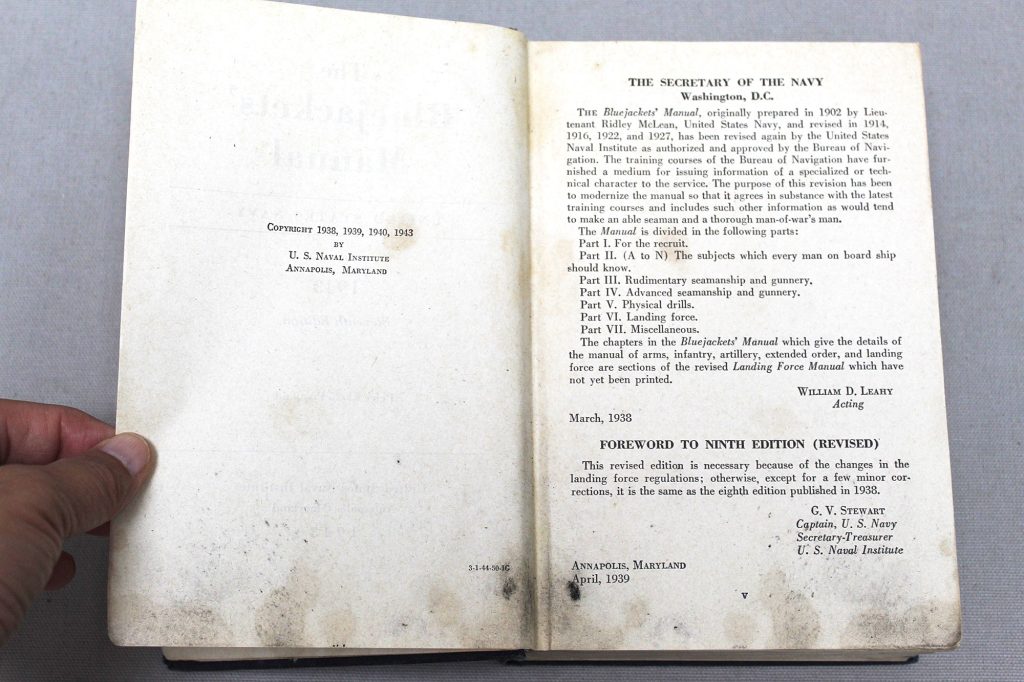 COPYRIGHT 1938, 1939, 1940, 1943
BY
U. S. NAVAL INSTITUTE
ANNAPOLIS, MARYLAND
3-1-44-50-
THE SECRETARY OF THE NAVY
Washington, D.C.
THE Bluejackets' Manual, originally prepared in 1902 by Lieu-
tenant Ridley McLean, United States Navy, and revised in 1914,
1916, 1922, and 1927, has been revised again by the United States
Naval Institute as authorized and approved by the Bureau of Navi-
gation. The training courses of the Bureau of Navigation have fur-
nished a medium for issuing information of a specialized or tech-
nical character to the service. The purpose of this revision has been
to modernize the manual so that it agrees in substance with the latest
training courses and includes such other information as would tend
to make an able seaman and a thorough man-of-war's man.
The Manual is divided in the following parts:
Part I. For the recruit.
Part II. (A to N) The subjects which every man on board ship
should know.
Part III. Rudimentary seamanship and gunnery.
Part IV. Advanced seamanship and gunnery.
Part V. Physical drills.
Part VI. Landing force.
Part VII. Miscellaneous.
The chapters in the Bluejackets' Manual which give the details of
the manual of arms, infantry, artillery, extended order, and landing
force are sections of the revised Landing Force Manual which have
not yet been printed.
WILLIAM D. LEAHY
Acting
March, 1938
FOREWORD TO NINTH EDITION (REVISED)
This revised edition is necessary because of the changes in the
landing force regulations; otherwise, except for a few minor cor-
rections, it is the same as the eighth edition published in 1938.
G. V. STEWART
Captain, U. S. Navy
Secretary-Treasurer
U. S. Naval Institute
ANNAPOLIS, MARYLAND
April, 1939
V